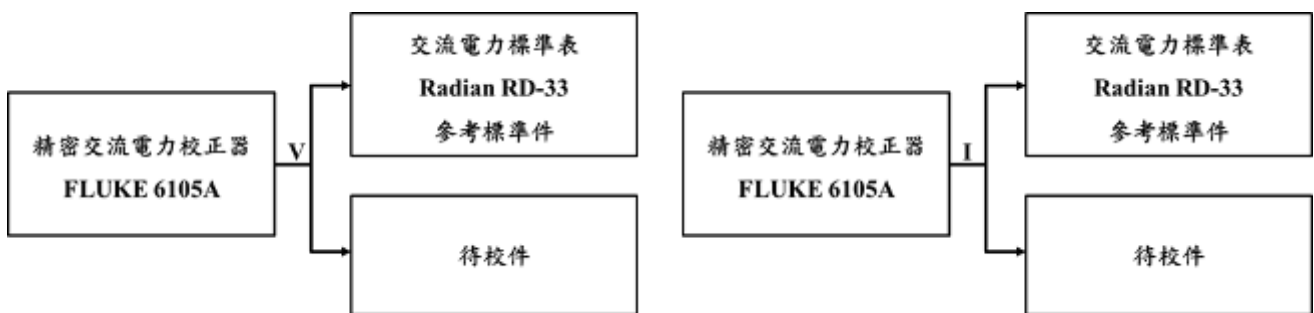 精密交流電力校正器
FLUKE 6105A
V
交流電力標準表
Radian RD-33
參考標準件
待校件
精密交流電力校正器
FLUKE 6105A
I
交流電力標準表
Radian RD-33
參考標準件
待校件